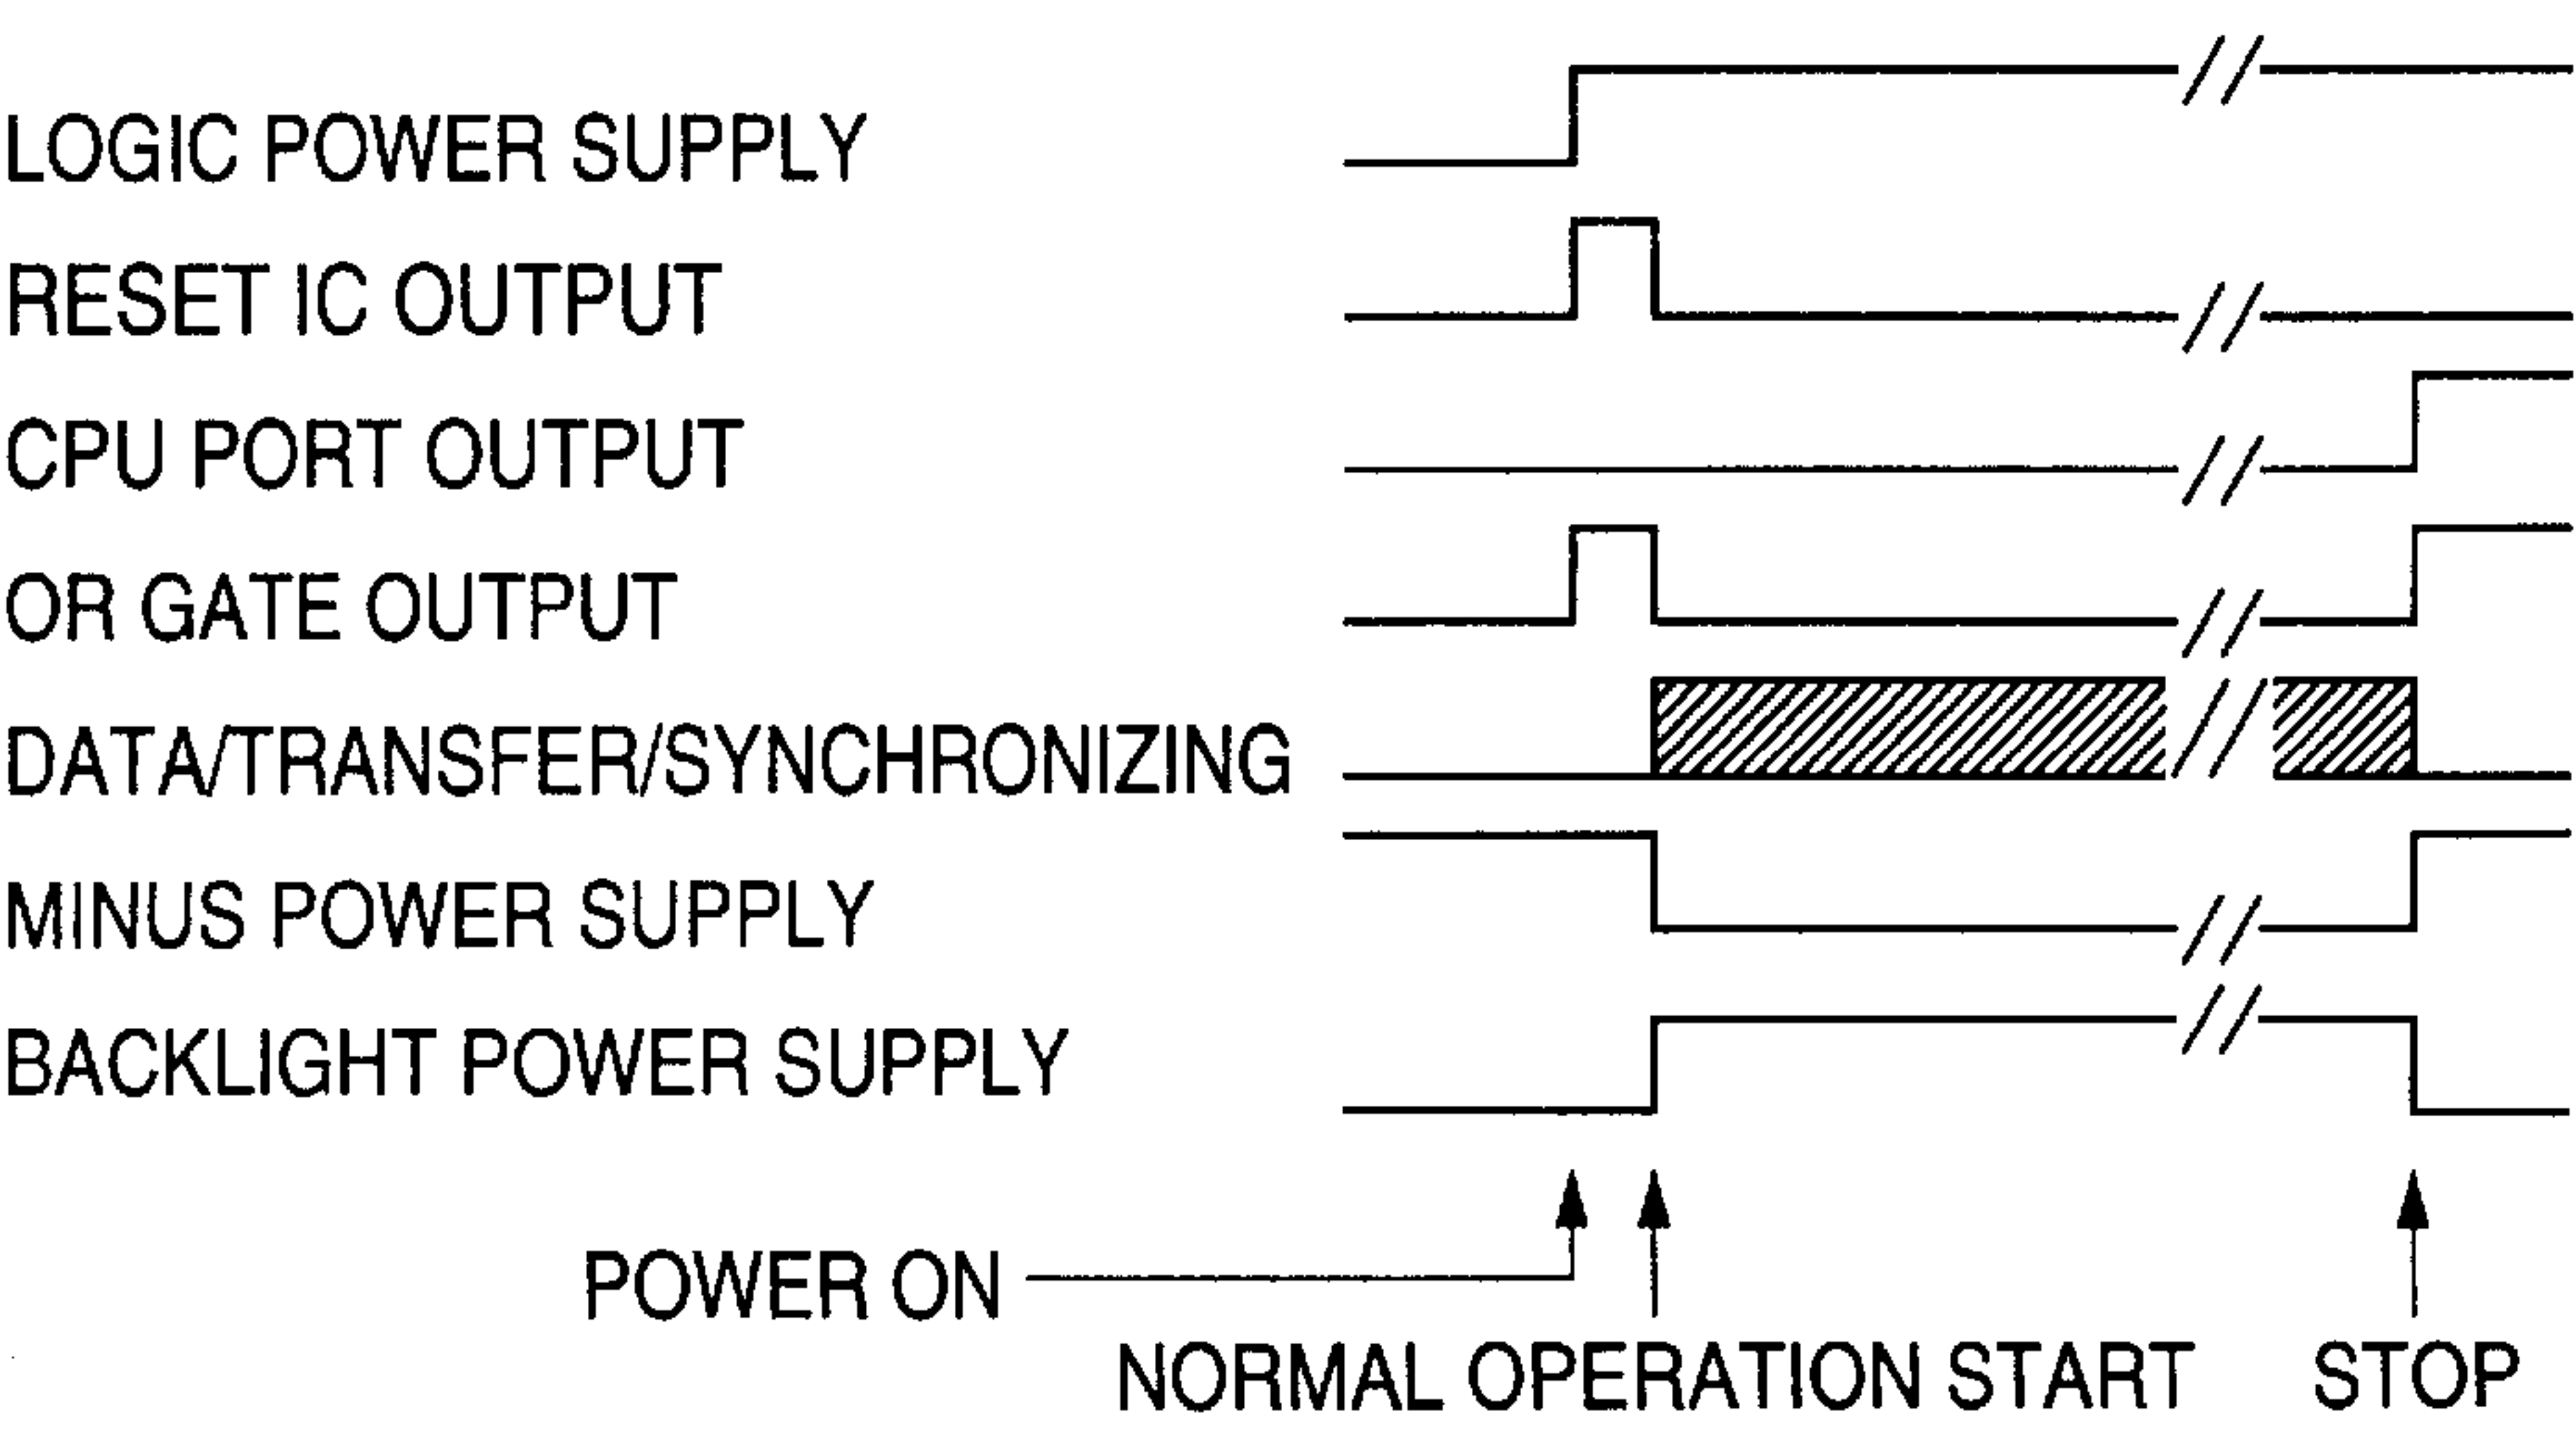 LOGIC POWER SUPPLY
RESET IC OUTPUT
CPU PORT OUTPUT
OR GATE OUTPUT
DATA/TRANSFER/SYNCHRONIZING
MINUS POWER SUPPLY
BACKLIGHT POWER SUPPLY
POWER ON
NORMAL OPERATION START
STOP